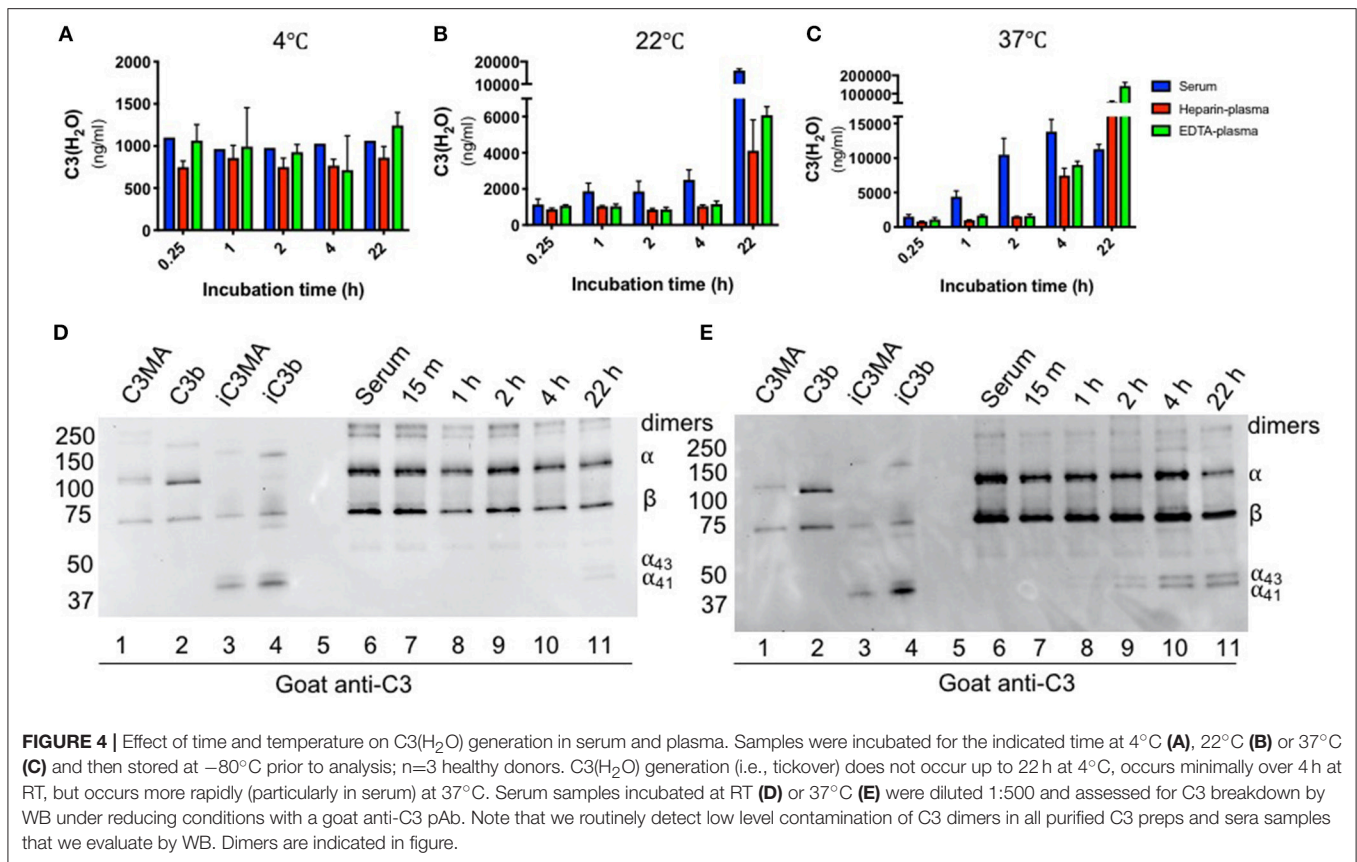 A
4°C
C3(H2O)
(ng/ml)
2000
1500
1000
500
0
0.25
1
2
4
22
Incubation time (h)
B
22°C
C3(H2O)
(ng/ml)
20000
10000
6000
4000
2000
0
0.25
1
2
4
22
Incubation time (h)
C
37°C
C3(H2O)
(ng/ml)
200000
100000
15000
10000
5000
0
0.25
1
2
4
22
Incubation time (h)
Serum
Heparin-plasma
EDTA-plasma
D
C3MA
C3b
iC3MA
iC3b
Serum
15 m
1 h
2 h
4 h
22 h
250
150
100
75
50
37
dimers
α
β
α43
α41
1 2 3 4 5 6 7 8 9 10 11
Goat anti-C3
E
C3MA
C3b
iC3MA
iC3b
Serum
15 m
1 h
2 h
4 h
22 h
250
150
100
75
50
37
dimers
α
β
α43
α41
1 2 3 4 5 6 7 8 9 10 11
Goat anti-C3
FIGURE 4 | Effect of time and temperature on C3(H2O) generation in serum and plasma. Samples were incubated for the indicated time at 4°C (A), 22°C (B) or 37°C
(C) and then stored at −80°C prior to analysis; n=3 healthy donors. C3(H2O) generation (i.e., tickover) does not occur up to 22 h at 4°C, occurs minimally over 4 h at
RT, but occurs more rapidly (particularly in serum) at 37°C. Serum samples incubated at RT (D) or 37°C (E) were diluted 1:500 and assessed for C3 breakdown by
WB under reducing conditions with a goat anti-C3 pAb. Note that we routinely detect low level contamination of C3 dimers in all purified C3 preps and sera samples
that we evaluate by WB. Dimers are indicated in figure.